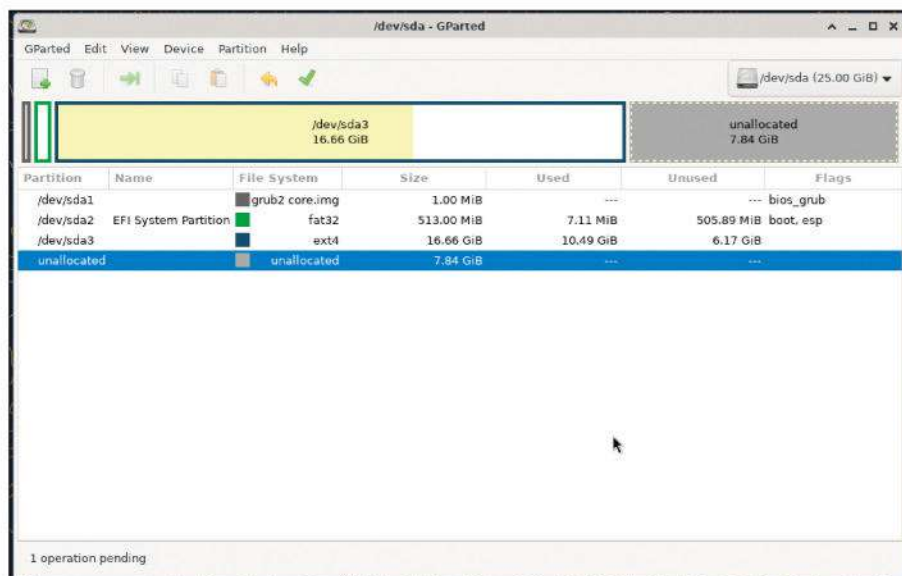 /dev/sda - GParted
GParted Edit View Device Partition Help
/dev/sda (25.00 GiB)
/dev/sda3
16.66 GiB
unallocated
7.84 GiB
Partition Name File System Size Used Unused Flags
/dev/sda1 grub2 core.img 1.00 MiB --- --- bios_grub
/dev/sda2 EFI System Partition fat32 513.00 MiB 7.11 MiB 505.89 MiB boot, esp
/dev/sda3 ext4 16.66 GiB 10.49 GiB 6.17 GiB
unallocated unallocated 7.84 GiB --- ---
1 operation pending